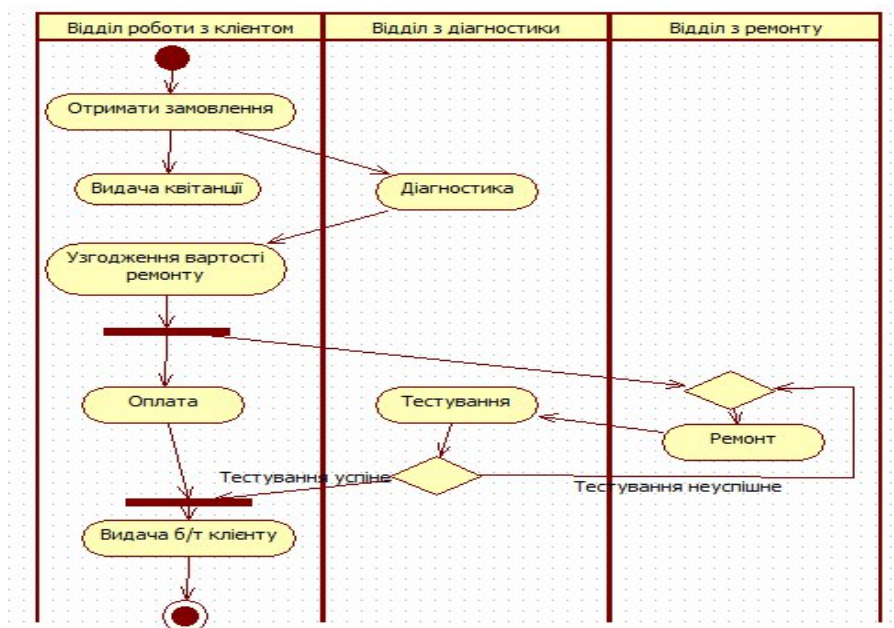 Відділ роботи з клієнтом
Відділ з діагностики
Відділ з ремонту
Отримати замовлення
Видача квітанції
Діагностика
Узгодження вартості
ремонту
Оплата
Тестування
Ремонт
Тестування успіне
Тестування неуспішне
Видача б/т клієнту